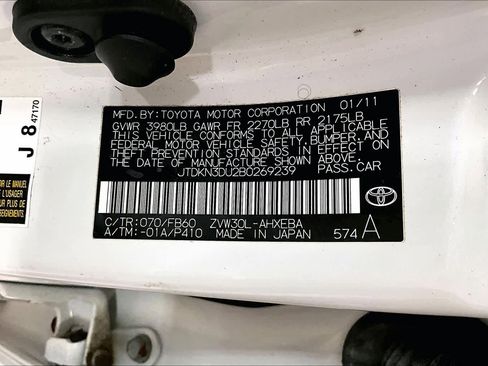 MFD.BY:TOYOTA MOTOR CORPORATION 01/11
GVWR 3980LB GAWR FR 2270LB RR 2175LB
THIS VEHICLE CONFORMS TO ALL APPLICABLE
FEDERAL MOTOR VEHICLE SAFETY,BUMPER,AND
THEFT PREVENTION STANDARDS IN EFFECT ON
THE DATE OF MANUFACTURE SHOWN ABOVE.
JTDKN3DU2B0269239 PASS.CAR
C/TR:070/FB60 ZVW30L-AHXEBA
A/TM:-01A/P410 MADE IN JAPAN 574 A
J 8 47170
L'USAGER